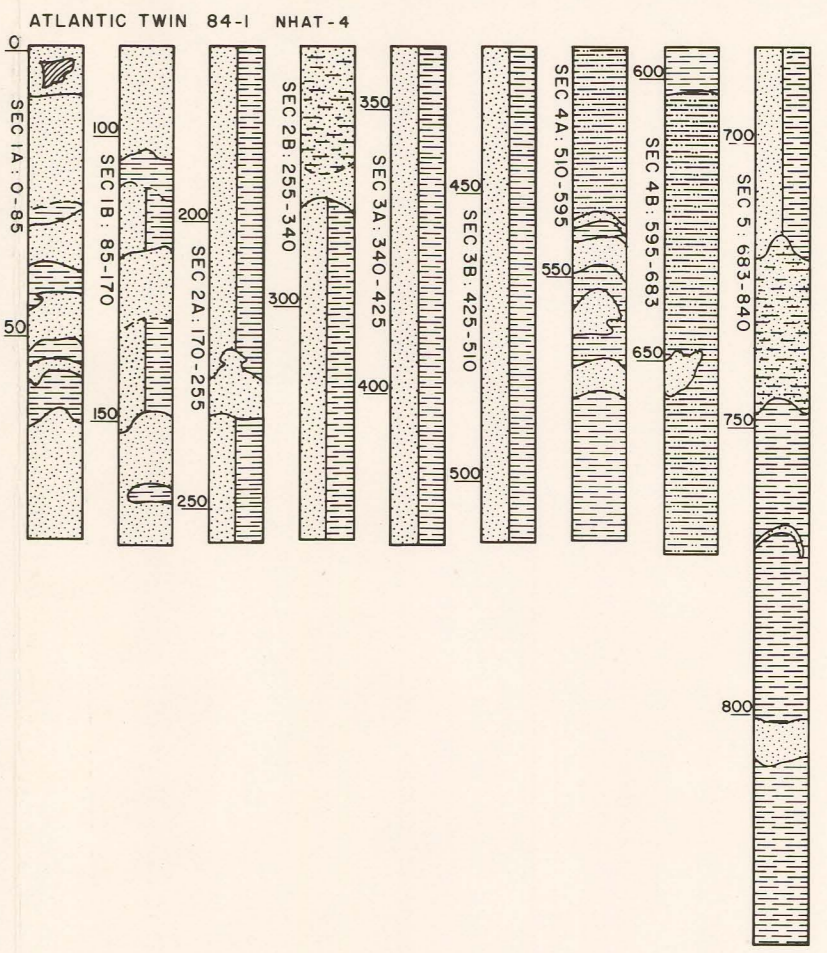 ATLANTIC TWIN 84-1 NHAT-4
0
50
SEC 1A: 0-85
100
150
SEC 1B: 85-170
200
250
SEC 2A: 170-255
300
SEC 2B: 255-340
350
400
SEC 3A: 340-425
450
500
SEC 3B: 425-510
550
SEC 4A: 510-595
600
650
SEC 4B: 595-683
700
750
800
SEC 5 683-840